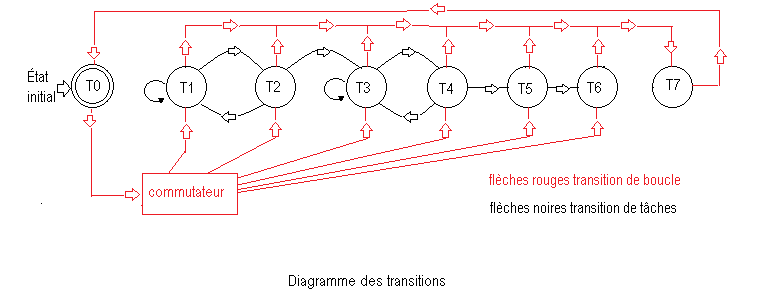 État
initial
T0
T1
T2
T3
T4
T5
T6
T7
commutateur
flèches rouges transition de boucle
flèches noires transition de tâches
Diagramme des transitions